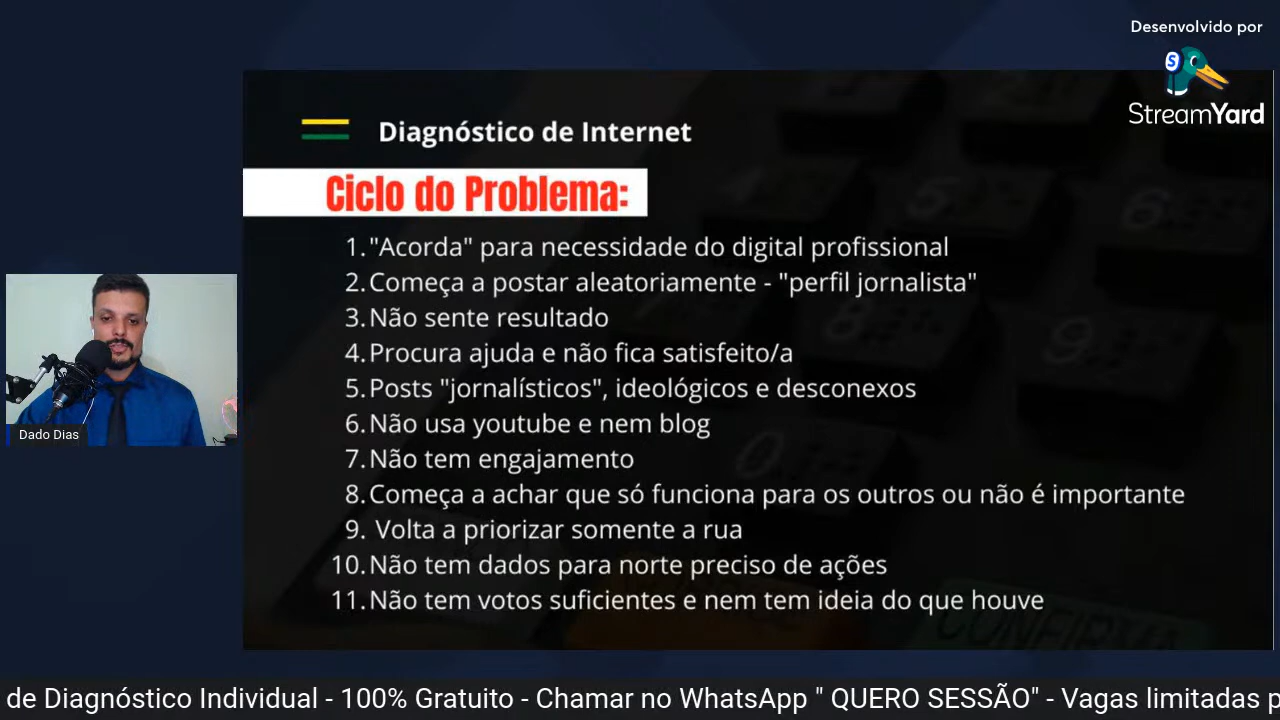 Desenvolvido por
StreamYard
Diagnóstico de Internet
Ciclo do Problema:
1. "Acorda" para necessidade do digital profissional
2. Começa a postar aleatoriamente - "perfil jornalista"
3. Não sente resultado
4. Procura ajuda e não fica satisfeito/a
5. Posts "jornalísticos", ideológicos e desconexos
6. Não usa youtube e nem blog
7. Não tem engajamento
8. Começa a achar que só funciona para os outros ou não é importante
9. Volta a priorizar somente a rua
10. Não tem dados para norte preciso de ações
11. Não tem votos suficientes e nem tem ideia do que houve
CONFIRMA
Dado Dias
de Diagnóstico Individual - 100% Gratuito - Chamar no WhatsApp " QUERO SESSÃO" - Vagas limitadas p